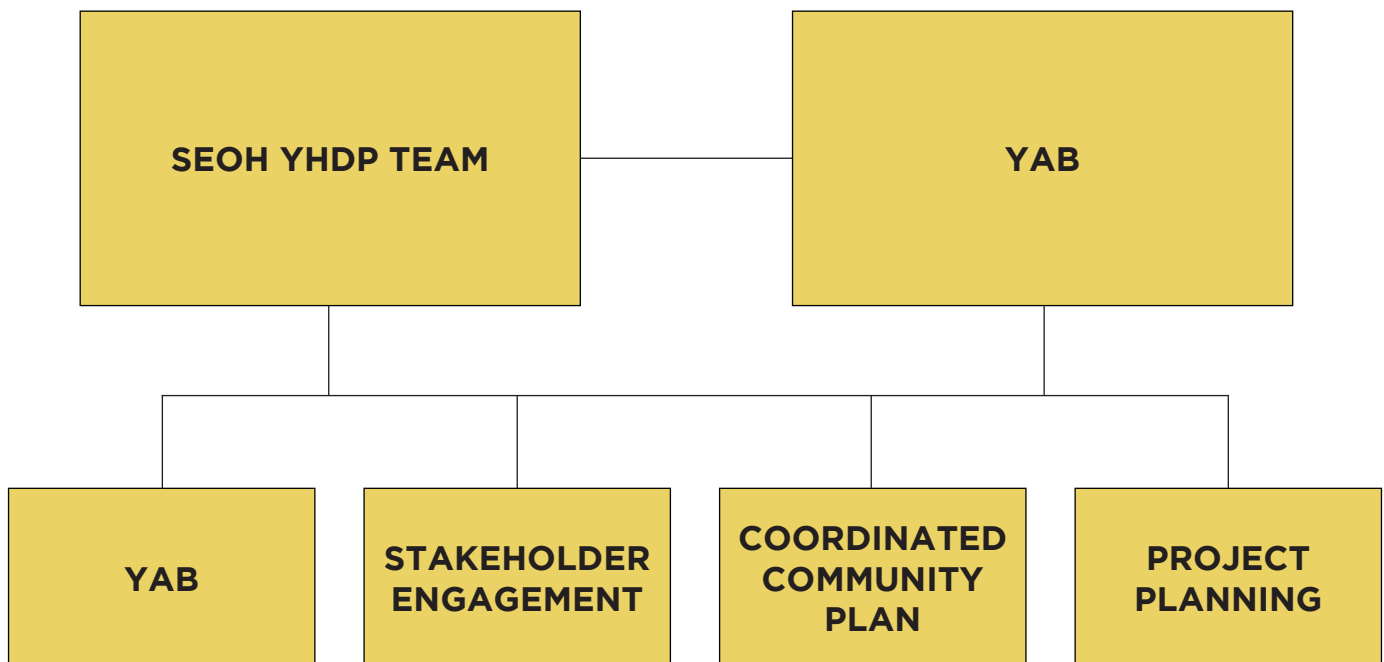 SEOH YHDP TEAM
YAB
YAB
STAKEHOLDER
ENGAGEMENT
COORDINATED
COMMUNITY
PLAN
PROJECT
PLANNING